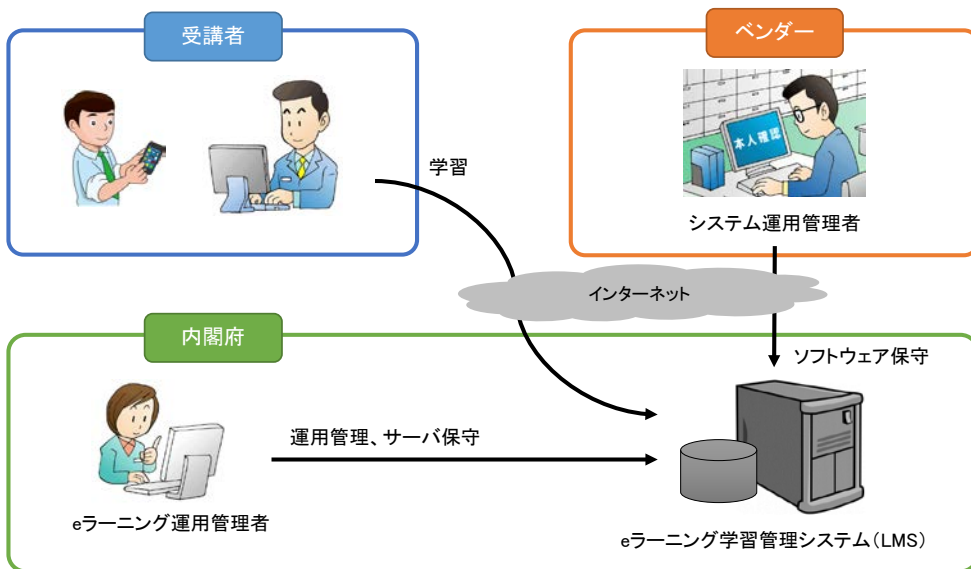 受講者
ベンダー
本人確認
学習
システム運用管理者
インターネット
内閣府
ソフトウェア保守
運用管理、サーバ保守
eラーニング運用管理者
eラーニング学習管理システム(LMS)